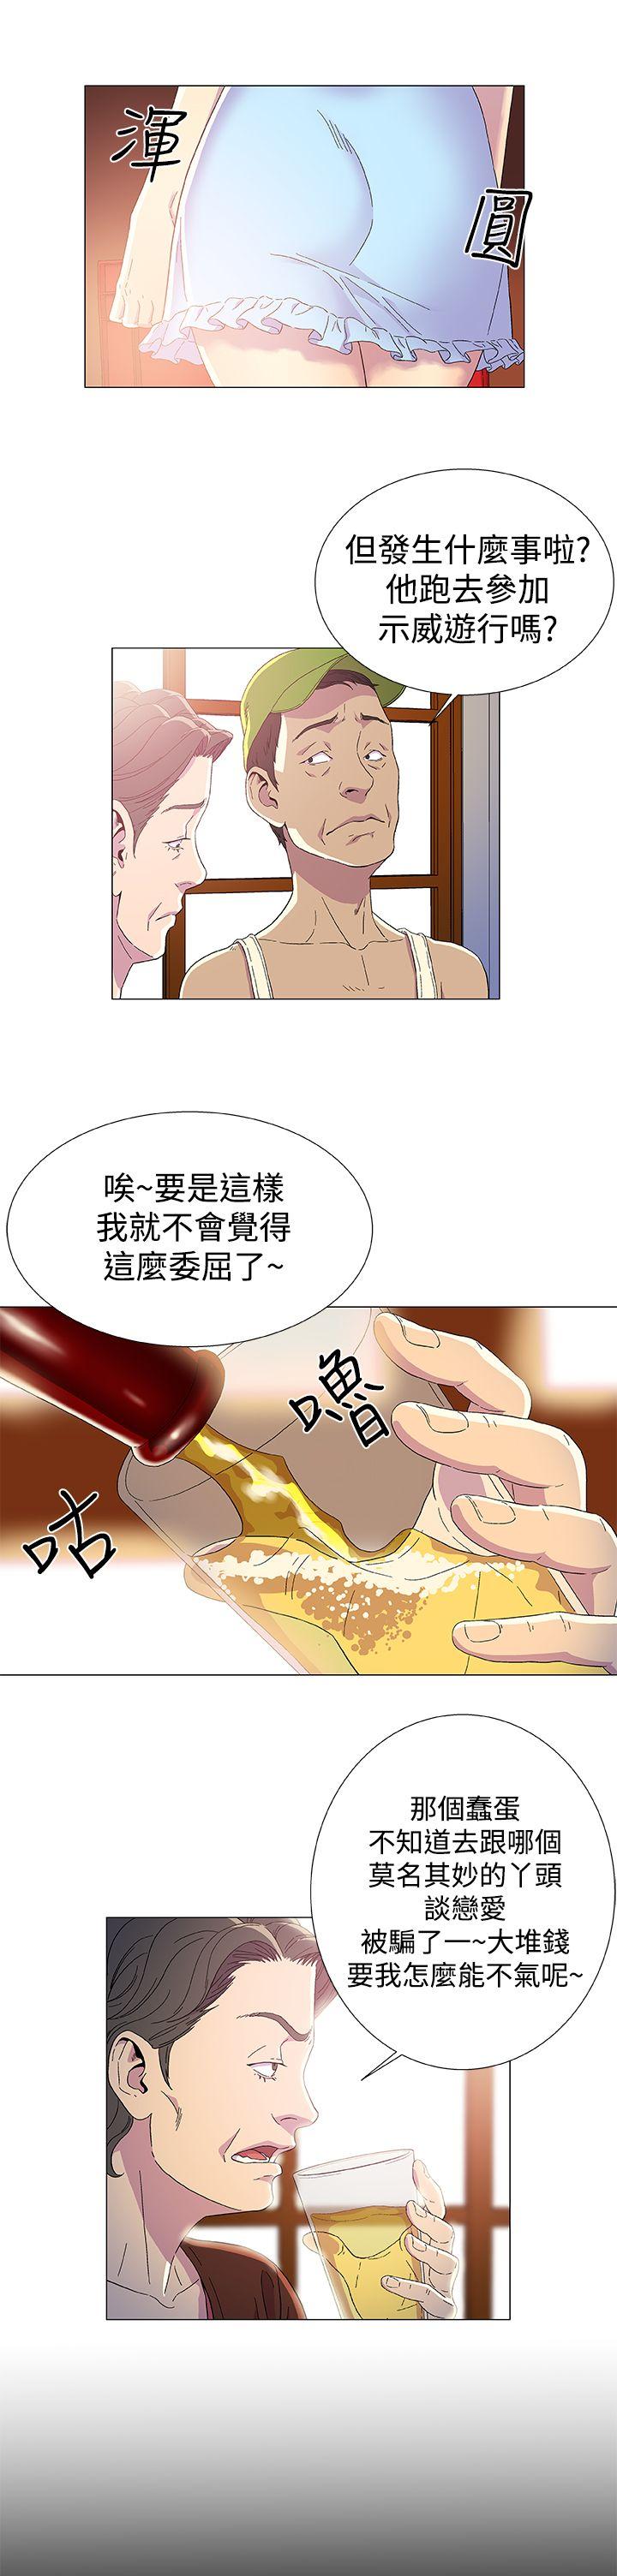 渾
圓
但發生什麼事啦?
他跑去參加
示威遊行嗎?
唉~要是這樣
我就不會覺得
這麼委屈了~
嚕
咕
那個蠢蛋
不知道去跟哪個
莫名其妙的丫頭
談戀愛
被騙了一~大堆錢
要我怎麼能不氣呢~